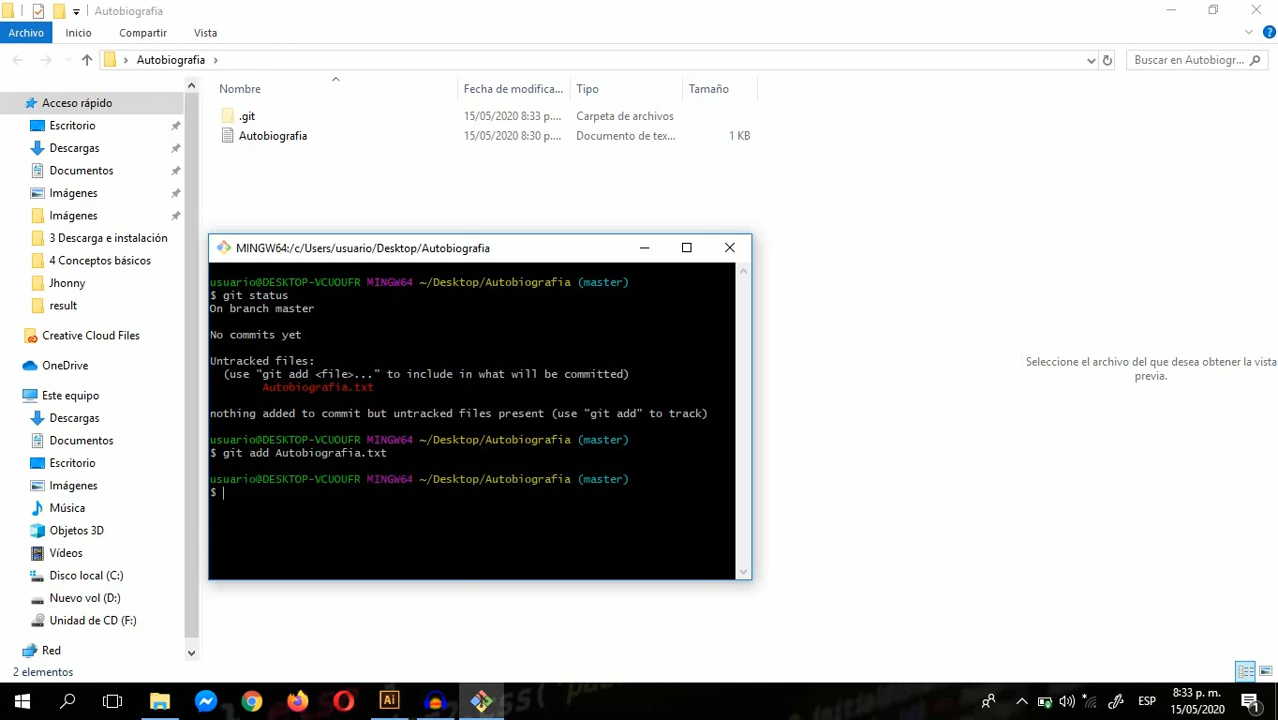 Autobiografia
Archivo Inicio Compartir Vista
Autobiografia
Buscar en Autobiogr...
Nombre Fecha de modifica... Tipo Tamaño
.git 15/05/2020 8:33 p.... Carpeta de archivos
Autobiografia 15/05/2020 8:30 p.... Documento de tex... 1 KB
Acceso rápido
Escritorio
Descargas
Documentos
Imágenes
Imágenes
3 Descarga e instalación
4 Conceptos básicos
Jhonny
result
Creative Cloud Files
OneDrive
Este equipo
Descargas
Documentos
Escritorio
Imágenes
Música
Objetos 3D
Vídeos
Disco local (C:)
Nuevo vol (D:)
Unidad de CD (F:)
Red
2 elementos
MINGW64:/c/Users/usuario/Desktop/Autobiografia
usuario@DESKTOP-VCUOUFR MINGW64 ~/Desktop/Autobiografia (master)
$ git status
On branch master
No commits yet
Untracked files:
(use "git add <file>..." to include in what will be committed)
Autobiografia.txt
nothing added to commit but untracked files present (use "git add" to track)
usuario@DESKTOP-VCUOUFR MINGW64 ~/Desktop/Autobiografia (master)
$ git add Autobiografia.txt
usuario@DESKTOP-VCUOUFR MINGW64 ~/Desktop/Autobiografia (master)
$
Seleccione el archivo del que desea obtener la vista
previa.
Ai
ESP
8:33 p. m.
15/05/2020
1